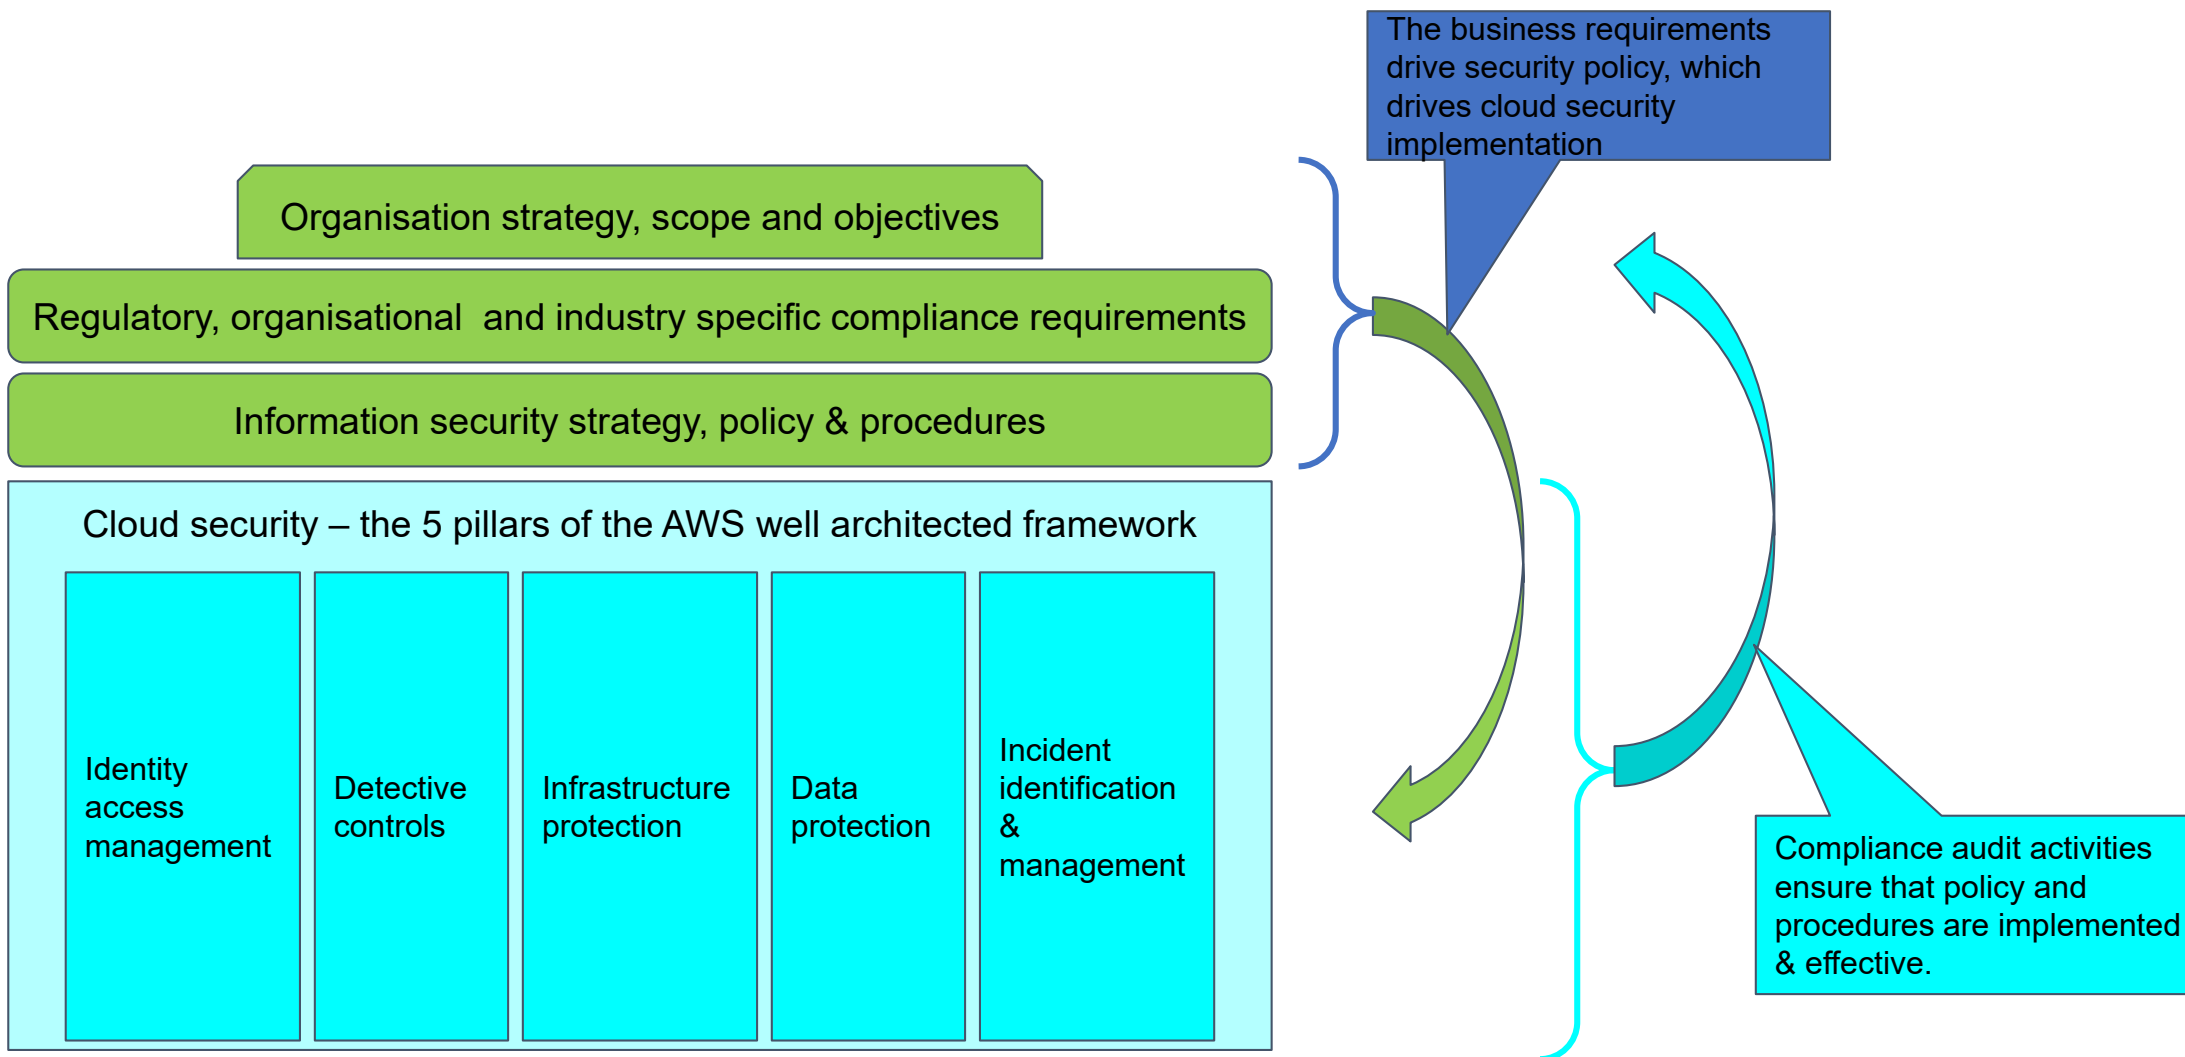 The business requirements
drive security policy, which
drives cloud security
implementation
Organisation strategy, scope and objectives
Regulatory, organisational  and industry specific compliance requirements
Information security strategy, policy & procedures
Cloud security – the 5 pillars of the AWS well architected framework
Identity
access
management
Detective
controls
Infrastructure
protection
Data
protection
Incident
identification
&
management
Compliance audit activities
ensure that policy and
procedures are implemented
& effective.